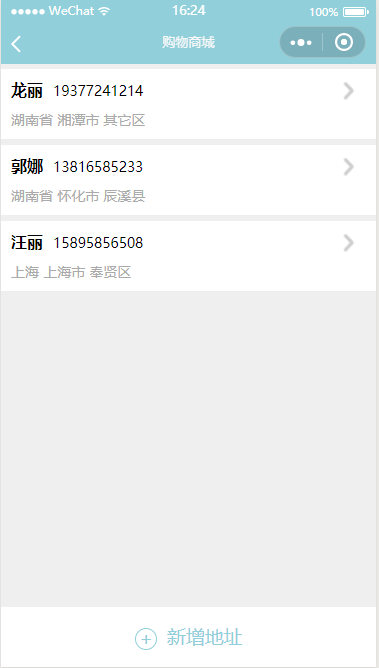 WeChat 16:24 100%
购物商城
龙丽 19377241214
湖南省 湘潭市 其它区
郭娜 13816585233
湖南省 怀化市 辰溪县
汪丽 15895856508
上海 上海市 奉贤区
新增地址